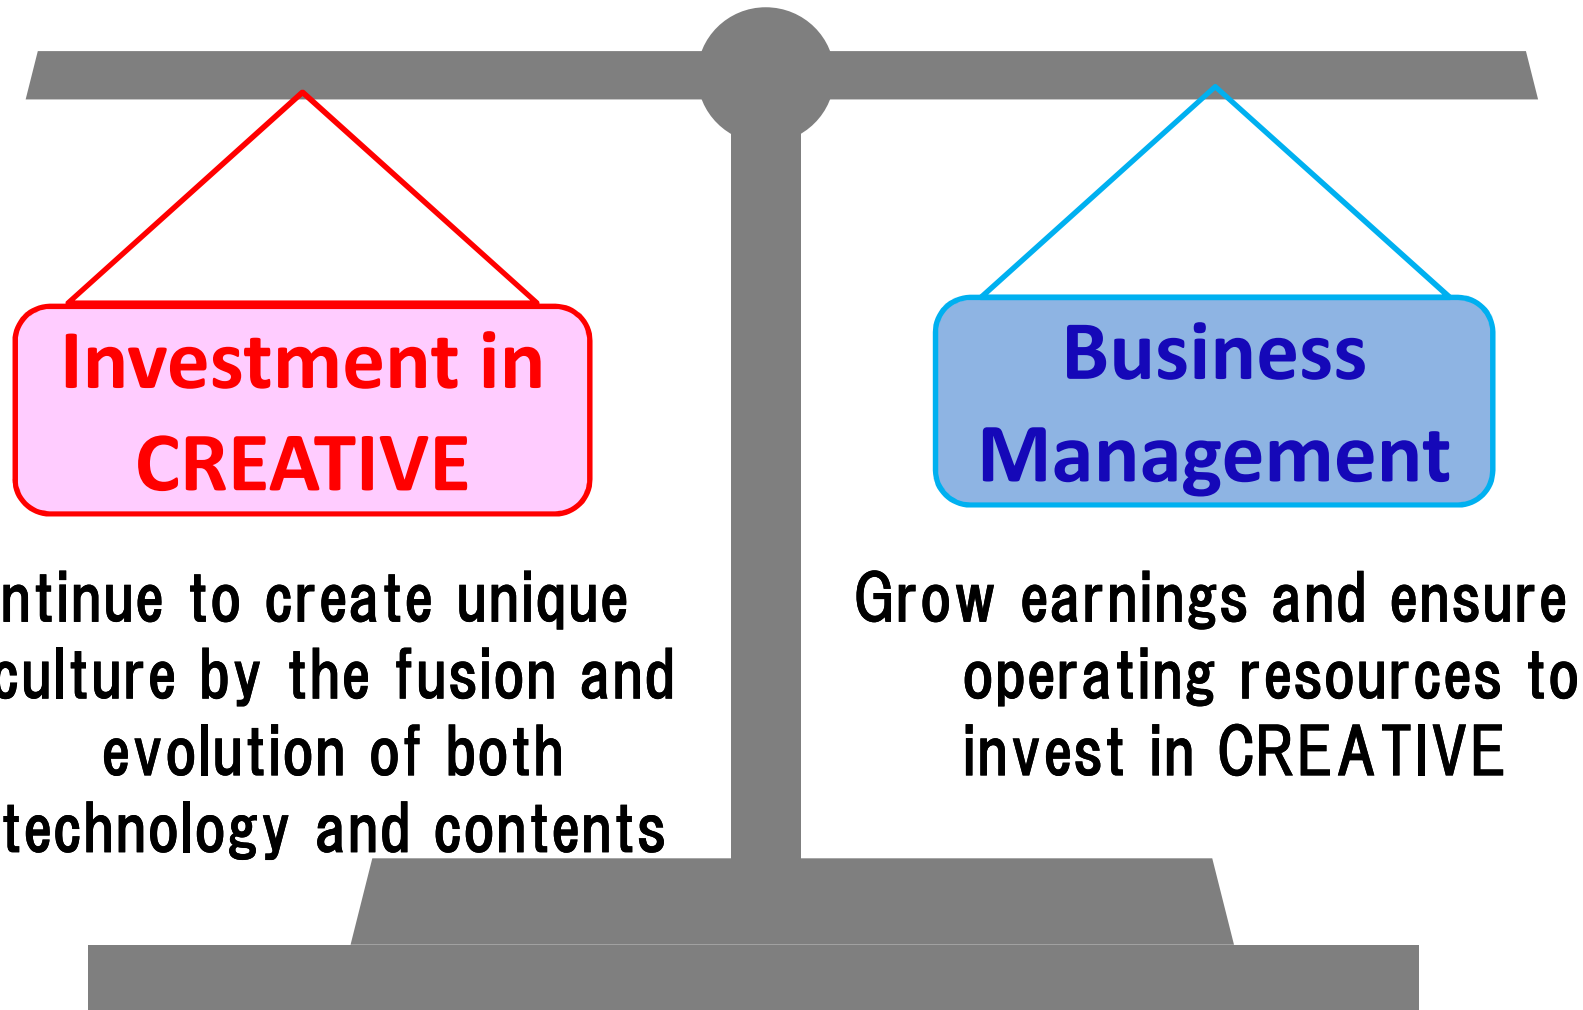 Investment in
CREATIVE
ntinue to create unique
culture by the fusion and
evolution of both
technology and contents
Business
Management
Grow earnings and ensure
operating resources to
invest in CREATIVE